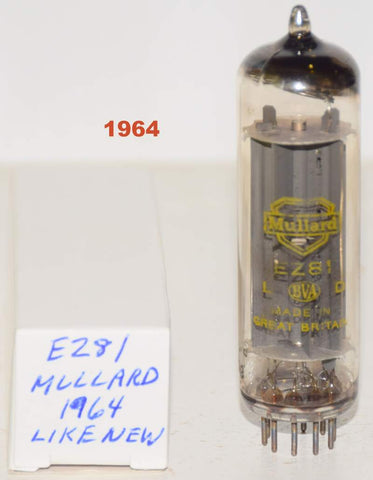 1964
Mullard
EZ81
L BVA D
MADE IN
GREAT BRITAIN
EZ81
MULLARD
1964
LIKE NEW